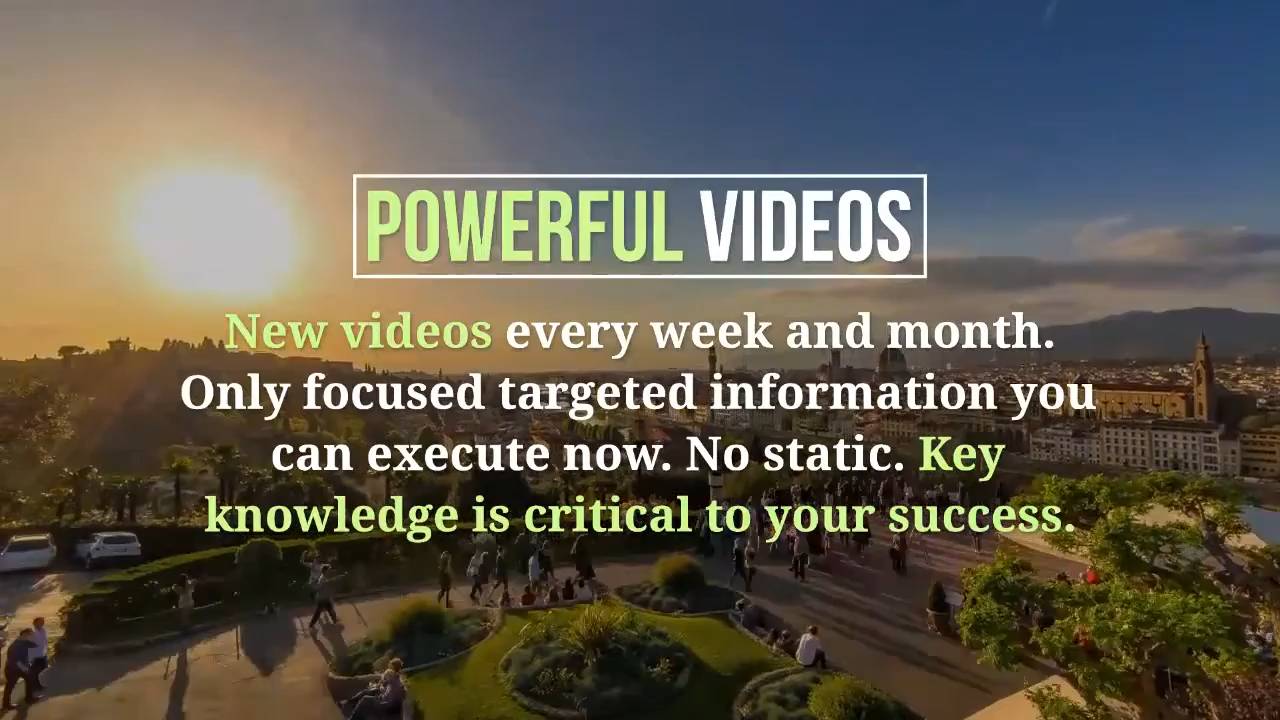 POWERFUL VIDEOS
New videos every week and month.
Only focused targeted information you
can execute now. No static. Key
knowledge is critical to your success.